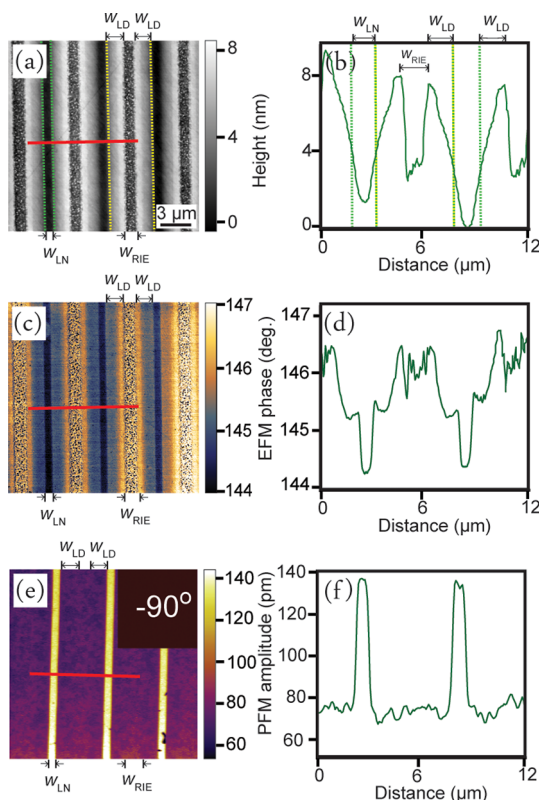 W_LD W_LD
(a)
8
4
0
Height (nm)
3 µm
W_LN W_RIE
W_LN W_LD W_LD
W_RIE
(b)
8
4
0
0 6 12
Distance (µm)
W_LD W_LD
(c)
147
146
145
144
EFM phase (deg.)
W_LN W_RIE
(d)
147
146
145
144
0 6 12
Distance (µm)
W_LD W_LD
(e)
-90°
140
120
100
80
60
PFM amplitude (pm)
W_LN W_RIE
(f)
140
120
100
80
60
0 6 12
Distance (µm)